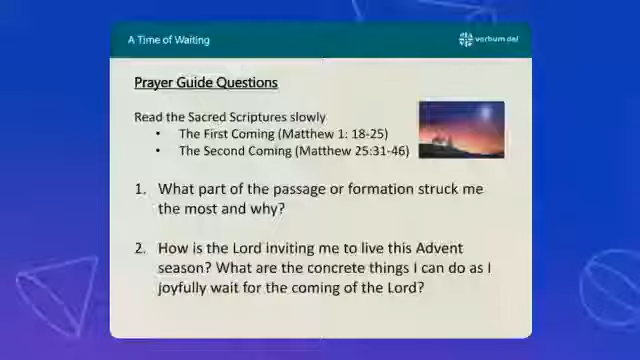 A Time of Waiting
verbum dei
Prayer Guide Questions
Read the Sacred Scriptures slowly
• The First Coming (Matthew 1: 18-25)
• The Second Coming (Matthew 25:31-46)
1. What part of the passage or formation struck me
the most and why?
2. How is the Lord inviting me to live this Advent
season? What are the concrete things I can do as I
joyfully wait for the coming of the Lord?